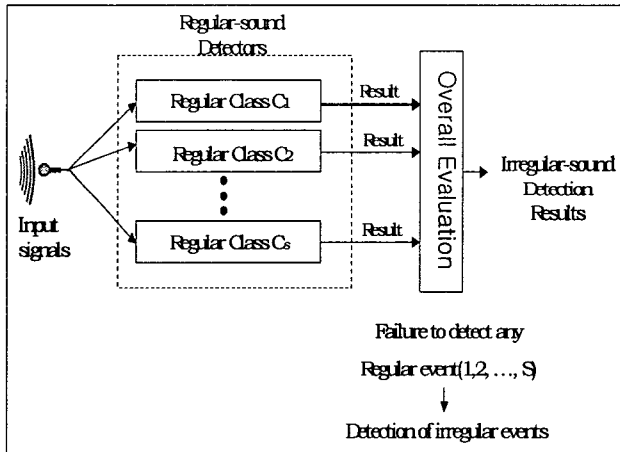 Regular-sound
Detectors
Regular Class C1
Result
Regular Class C2
Result
Regular Class Cs
Result
Input
signals
Overall Evaluation
Irregular-sound
Detection
Results
Failure to detect any
Regular event(1,2, …, S)
Detection of irregular events